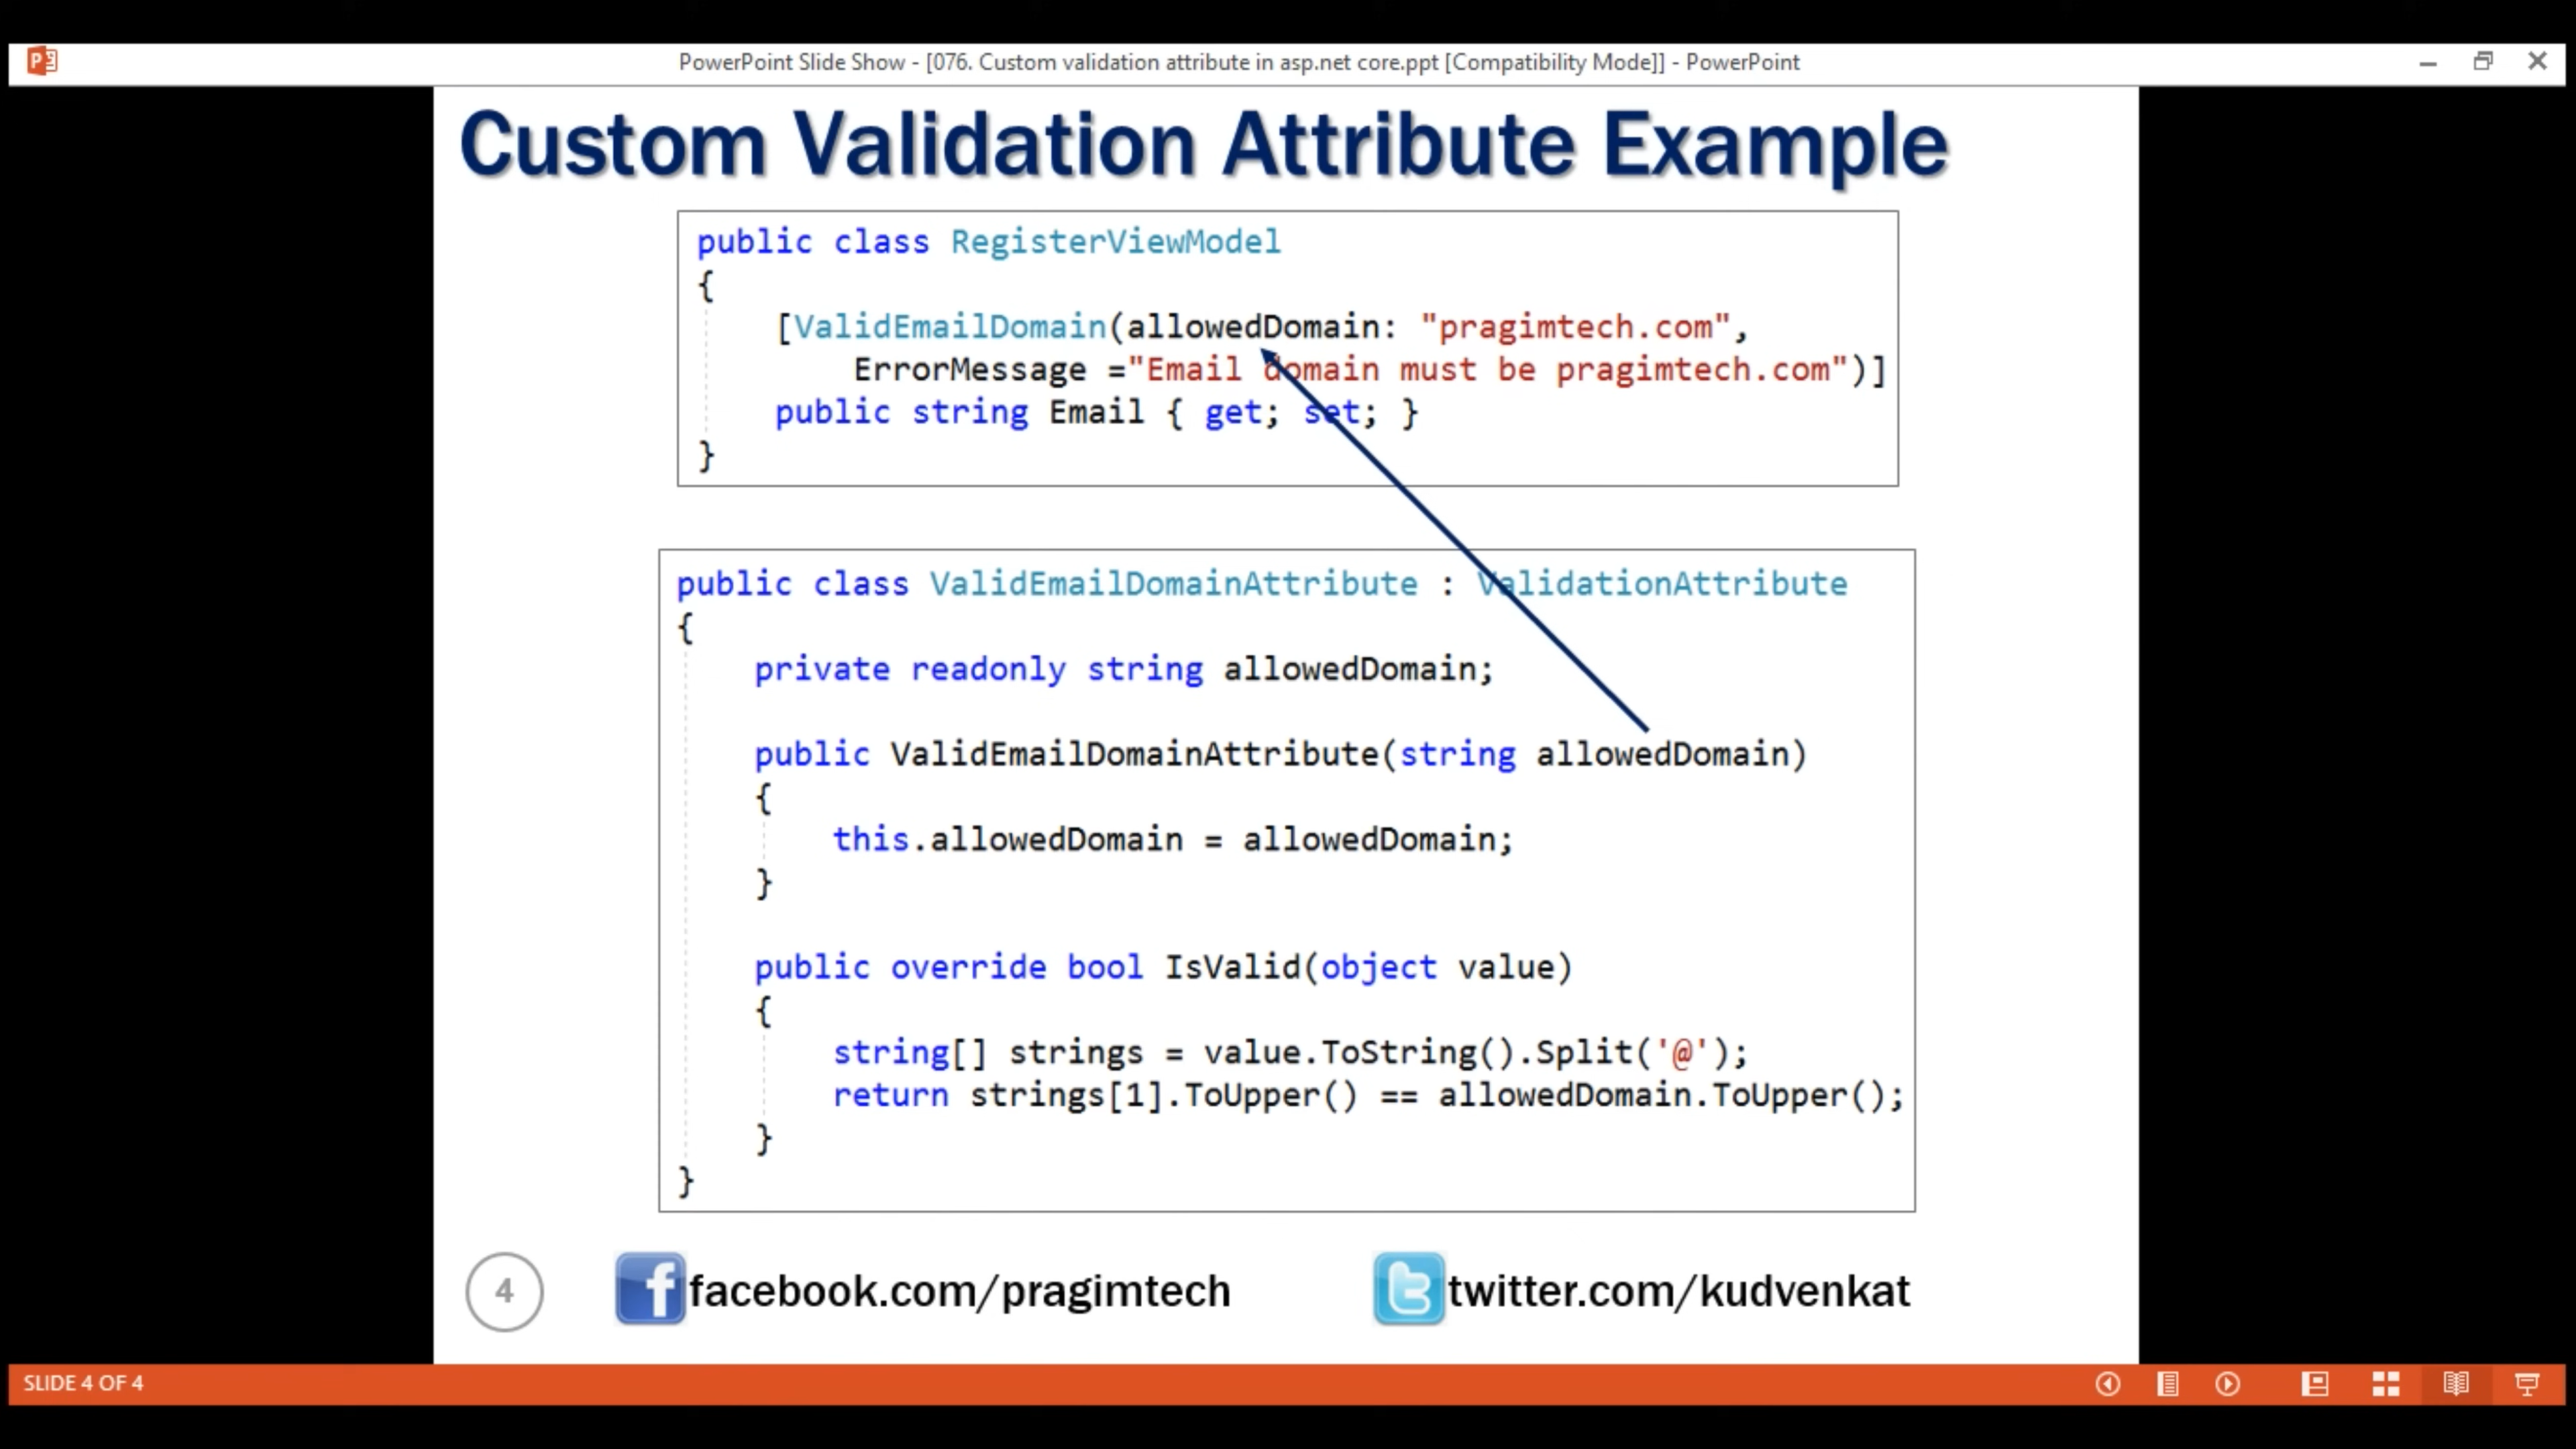 PowerPoint Slide Show - [076. Custom validation attribute in asp.net core.ppt [Compatibility Mode]] - PowerPoint
Custom Validation Attribute Example
public class RegisterViewModel
{
[ValidEmailDomain(allowedDomain: "pragimtech.com",
ErrorMessage ="Email domain must be pragimtech.com")]
public string Email { get; set; }
}
public class ValidEmailDomainAttribute : ValidationAttribute
{
private readonly string allowedDomain;
public ValidEmailDomainAttribute(string allowedDomain)
{
this.allowedDomain = allowedDomain;
}
public override bool IsValid(object value)
{
string[] strings = value.ToString().Split('@');
return strings[1].ToUpper() == allowedDomain.ToUpper();
}
}
4
facebook.com/pragimtech
twitter.com/kudvenkat
SLIDE 4 OF 4